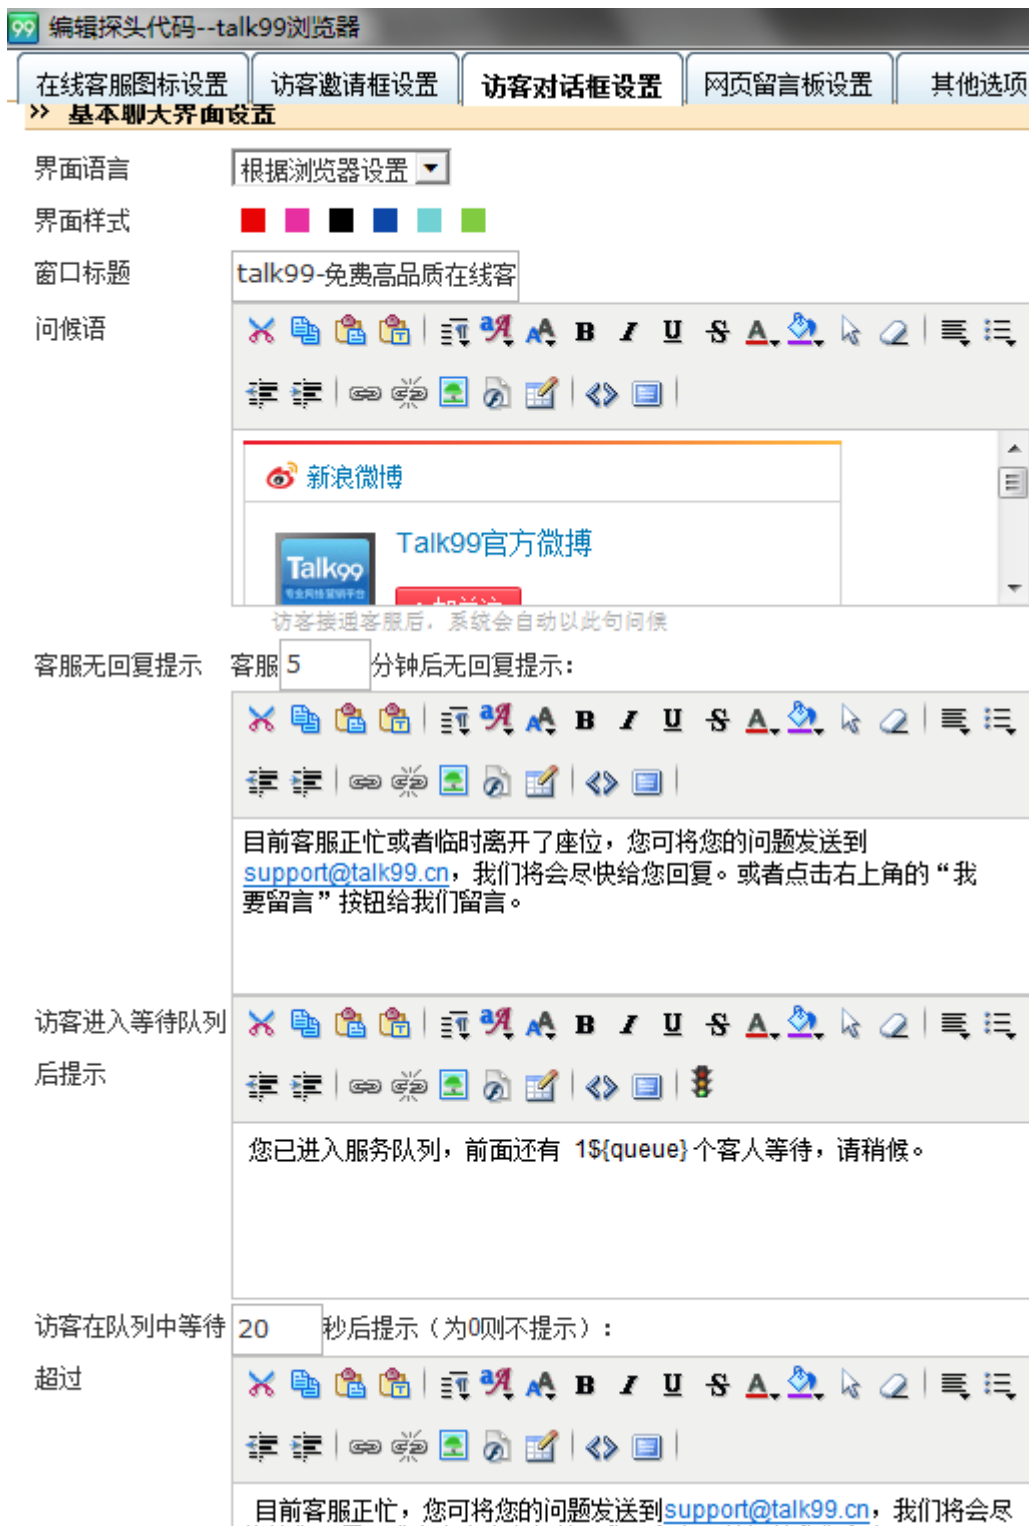 编辑探头代码--talk99浏览器
在线客服图标设置 访客邀请框设置 访客对话框设置 网页留言板设置 其他选项
>> 基本聊天界面设置
界面语言 根据浏览器设置
界面样式
窗口标题 talk99-免费高品质在线客
问候语
新浪微博
Talk99官方微博
Talk99
专业网络营销平台
加关注
访客接通客服后，系统会自动以此句问候
客服无回复提示 客服 5 分钟后无回复提示：
目前客服正忙或者临时离开了座位，您可将您的问题发送到
support@talk99.cn，我们将会尽快给您回复。或者点击右上角的“我
要留言”按钮给我们留言。
访客进入等待队列
后提示
您已进入服务队列，前面还有 1${queue}个客人等待，请稍候。
访客在队列中等待 20 秒后提示（为0则不提示）：
超过
目前客服正忙，您可将您的问题发送到support@talk99.cn，我们将会尽